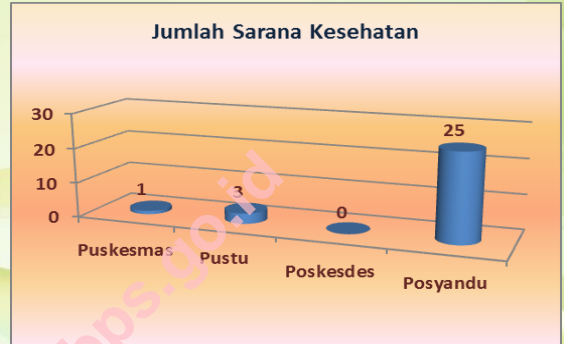 Jumlah Sarana Kesehatan
30
20
10
0
1
3
0
25
Puskesmas
Pustu
Poskesdes
Posyandu
bps.go.id